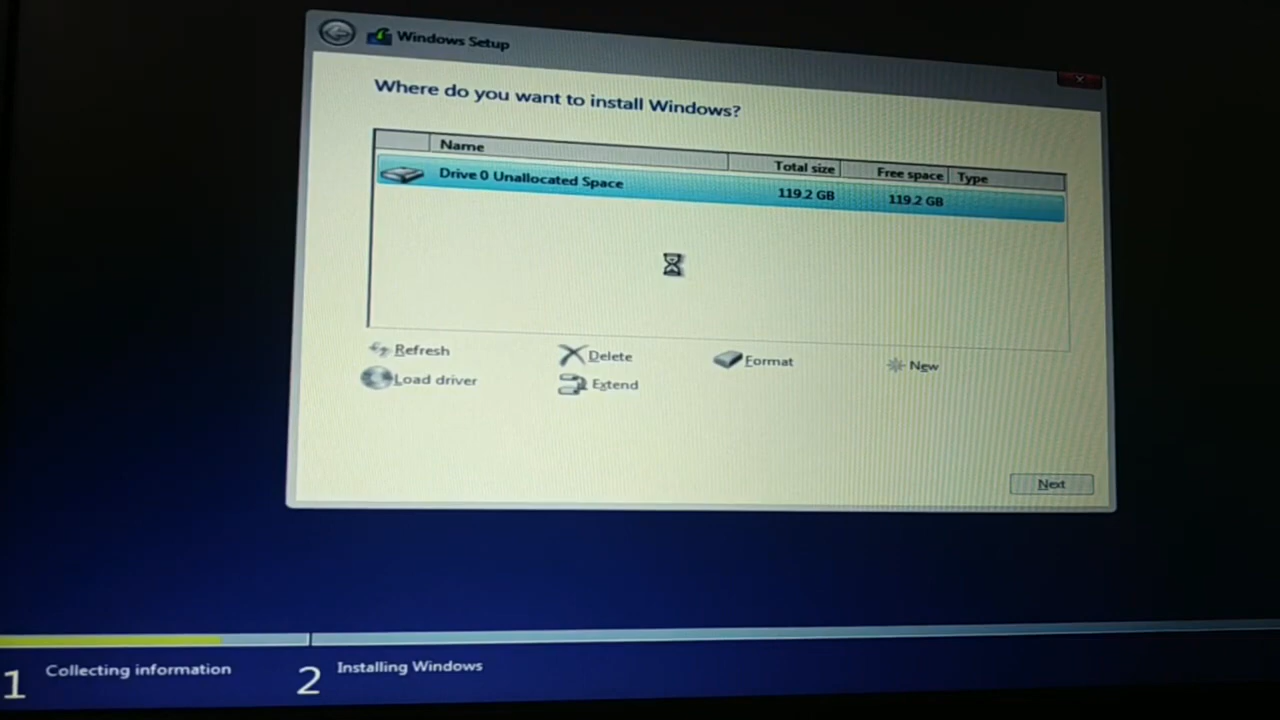 Windows Setup
Where do you want to install Windows?
Name Total size Free space Type
Drive 0 Unallocated Space 119.2 GB 119.2 GB
Refresh Delete Format New
Load driver Extend
Next
1 Collecting information 2 Installing Windows